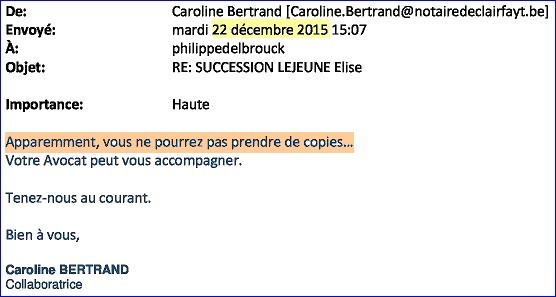 De: Caroline Bertrand [Caroline.Bertrand@notairedeclairfayt.be]
Envoyé: mardi 22 décembre 2015 15:07
À: philippedelbrouck
Objet: RE: SUCCESSION LEJEUNE Elise
Importance: Haute
Apparemment, vous ne pourrez pas prendre de copies...
Votre Avocat peut vous accompagner.
Tenez-nous au courant.
Bien à vous,
Caroline BERTRAND
Collaboratrice